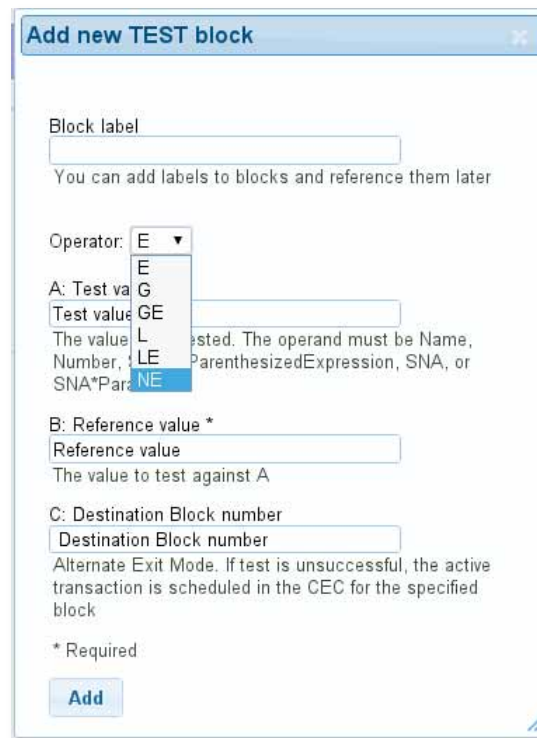 Add new TEST block
Block label
You can add labels to blocks and reference them later
Operator: E
E
G
GE
L
LE
NE
A: Test va
Test value
The value ested. The operand must be Name,
Number, ParenthesizedExpression, SNA, or
SNA*Para
B: Reference value *
Reference value
The value to test against A
C: Destination Block number
Destination Block number
Alternate Exit Mode. If test is unsuccessful, the active
transaction is scheduled in the CEC for the specified
block
* Required
Add